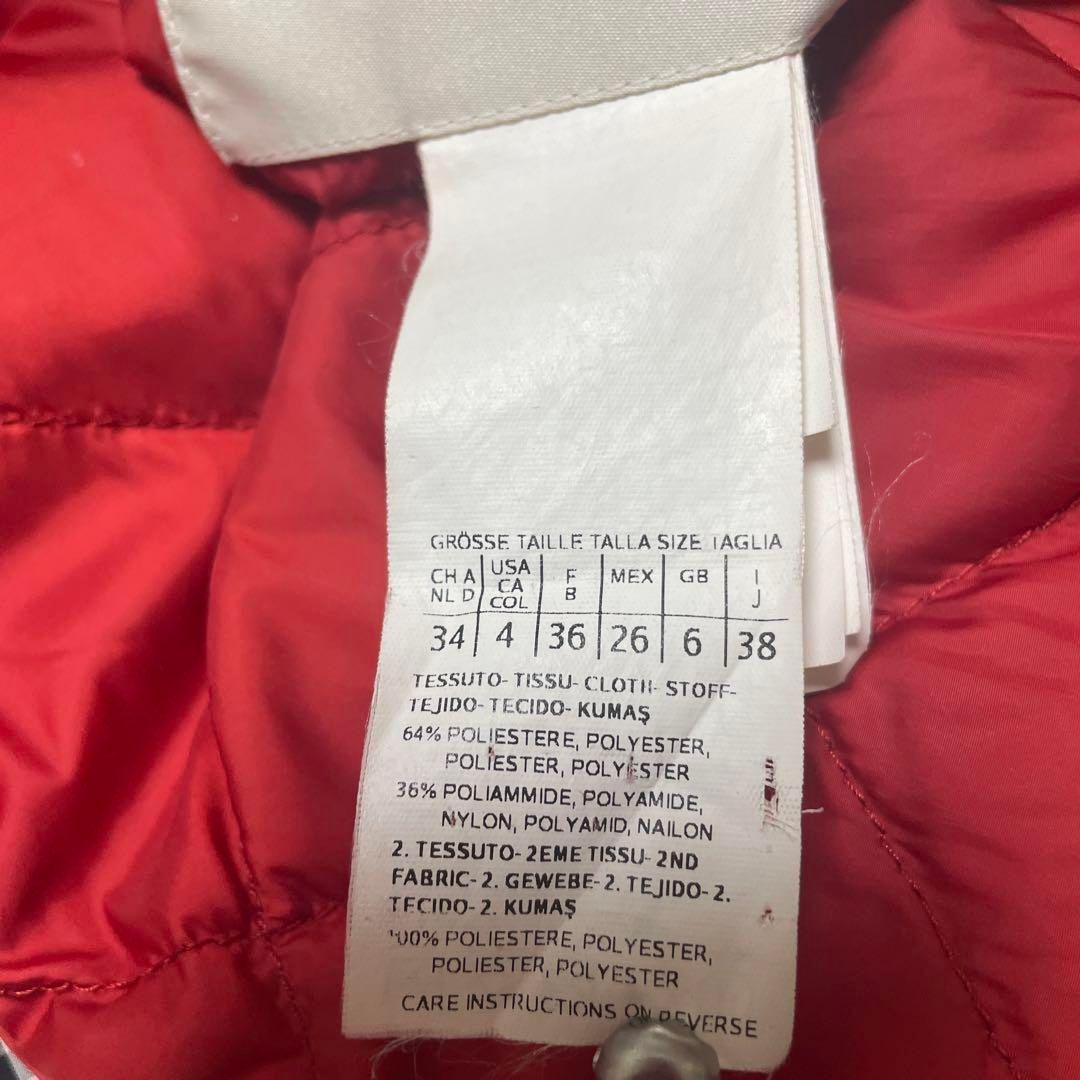 GRÖSSE TAILLE TALLA SIZE TAGLIA
CH A USA F MEX GB I
NL D CA B J
COL
34 4 36 26 6 38
TESSUTO- TISSU- CLOTH- STOFF-
TEJIDO- TECIDO- KUMAŞ
64% POLIESTERE, POLYESTER,
POLIESTER, POLYESTER
36% POLIAMMIDE, POLYAMIDE,
NYLON, POLYAMID, NAILON
2. TESSUTO- 2EME TISSU- 2ND
FABRIC- 2. GEWEBE- 2. TEJIDO- 2.
TECIDO- 2. KUMAŞ
100% POLIESTERE, POLYESTER,
POLIESTER, POLYESTER
CARE INSTRUCTIONS ON REVERSE